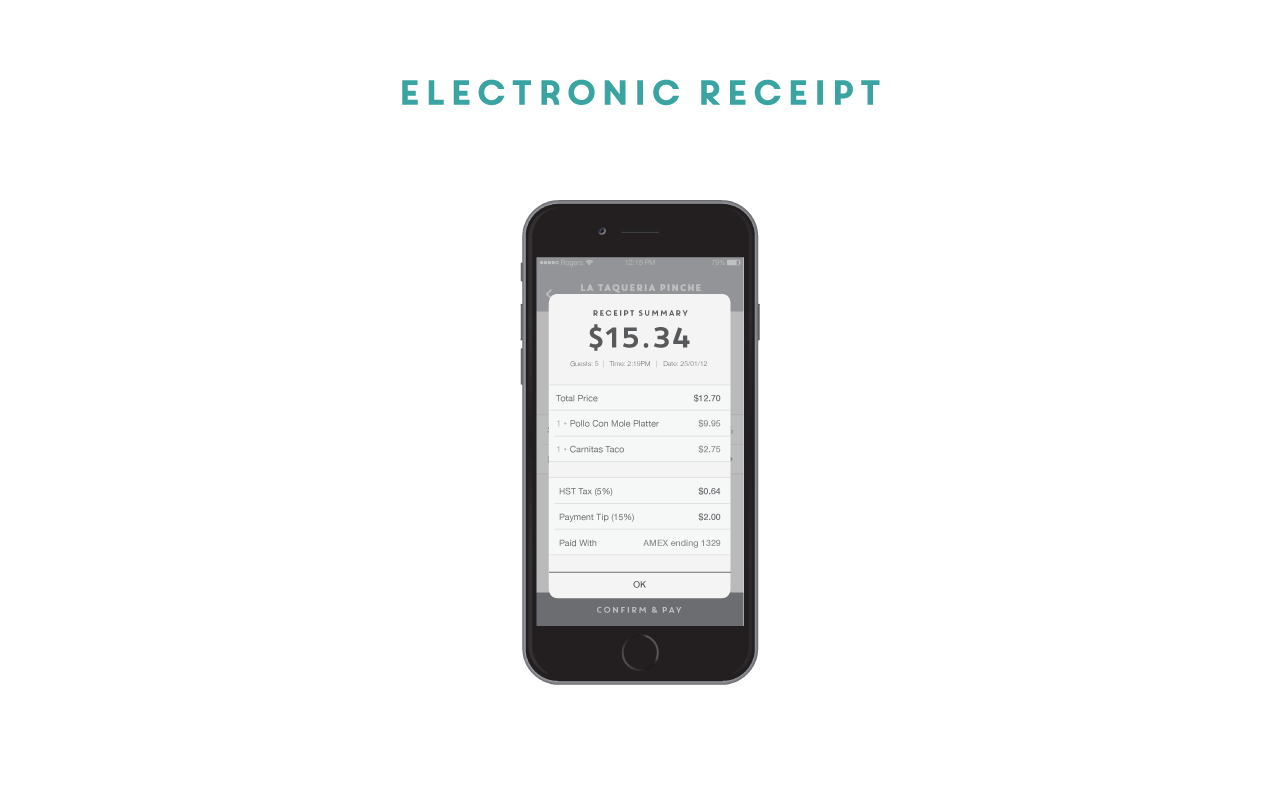 ELECTRONIC RECEIPT
Rogers 12:15 PM 79%
LA TAQUERIA PINCHE
RECEIPT SUMMARY
$15.34
Guests: 5 | Time: 2:19PM | Date: 25/01/12
Total Price $12.70
1 • Pollo Con Mole Platter $9.95
1 • Carnitas Taco $2.75
HST Tax (5%) $0.64
Payment Tip (15%) $2.00
Paid With AMEX ending 1329
OK
CONFIRM & PAY